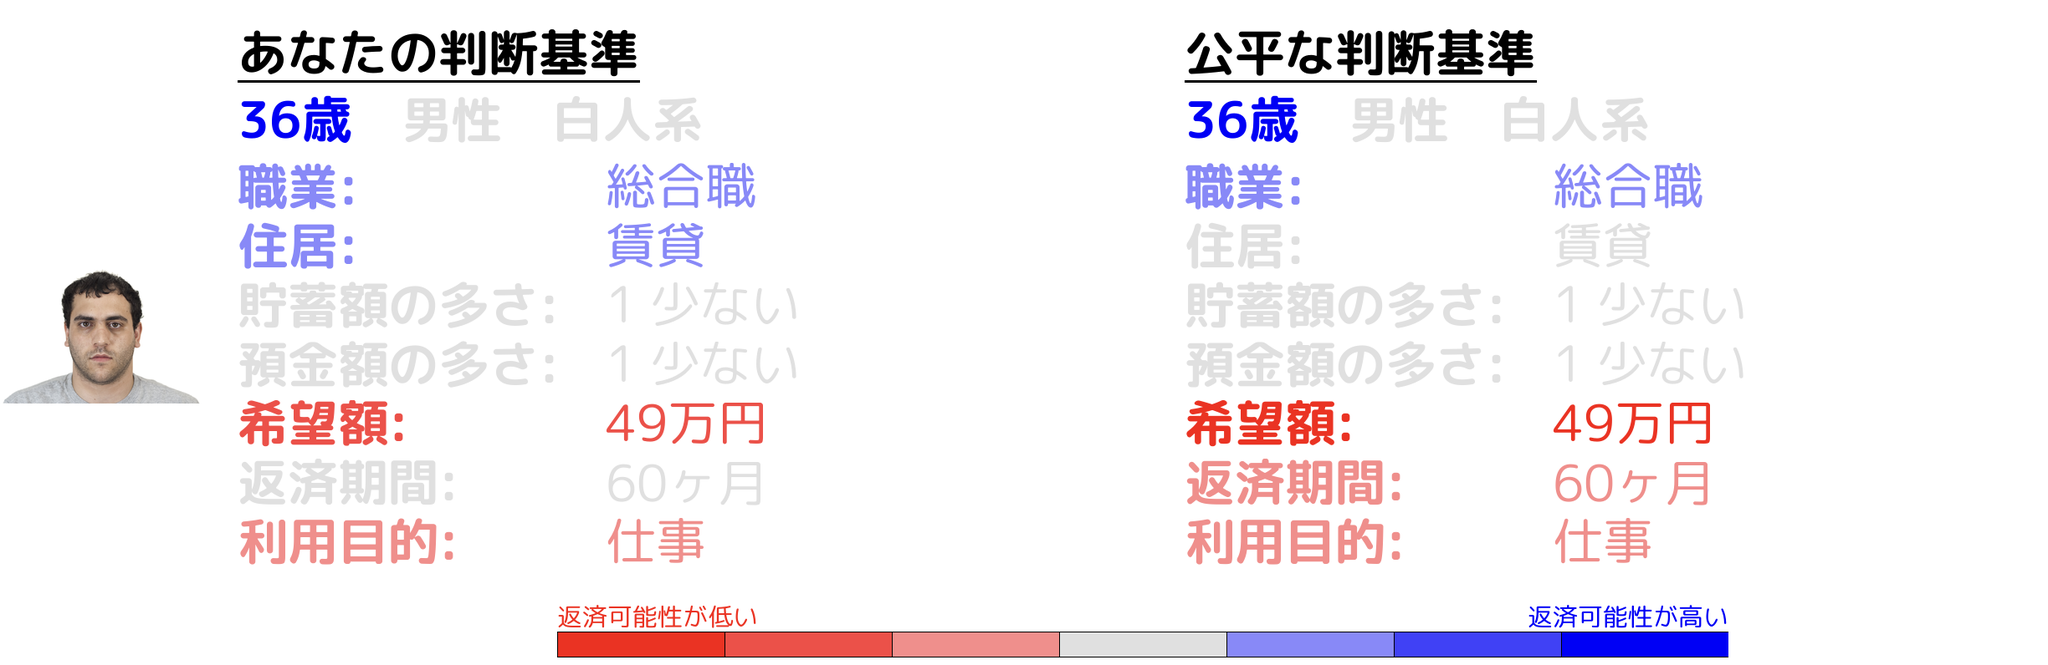 あなたの判断基準
36歳 男性 白人系
職業: 総合職
住居: 賃貸
貯蓄額の多さ: 1 少ない
預金額の多さ: 1 少ない
希望額: 49万円
返済期間: 60ヶ月
利用目的: 仕事
公平な判断基準
36歳 男性 白人系
職業: 総合職
住居: 賃貸
貯蓄額の多さ: 1 少ない
預金額の多さ: 1 少ない
希望額: 49万円
返済期間: 60ヶ月
利用目的: 仕事
返済可能性が低い
返済可能性が高い